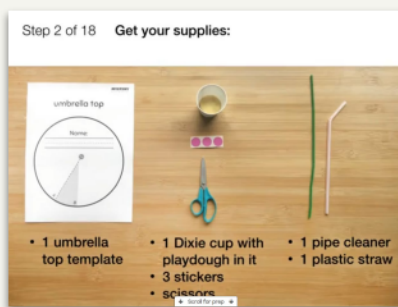 Step 2 of 18 Get your supplies:
umbrella top
Name:
• 1 umbrella
top template
• 1 Dixie cup with
playdough in it
• 3 stickers
• scissors
• 1 pipe cleaner
• 1 plastic straw
Scroll for prep